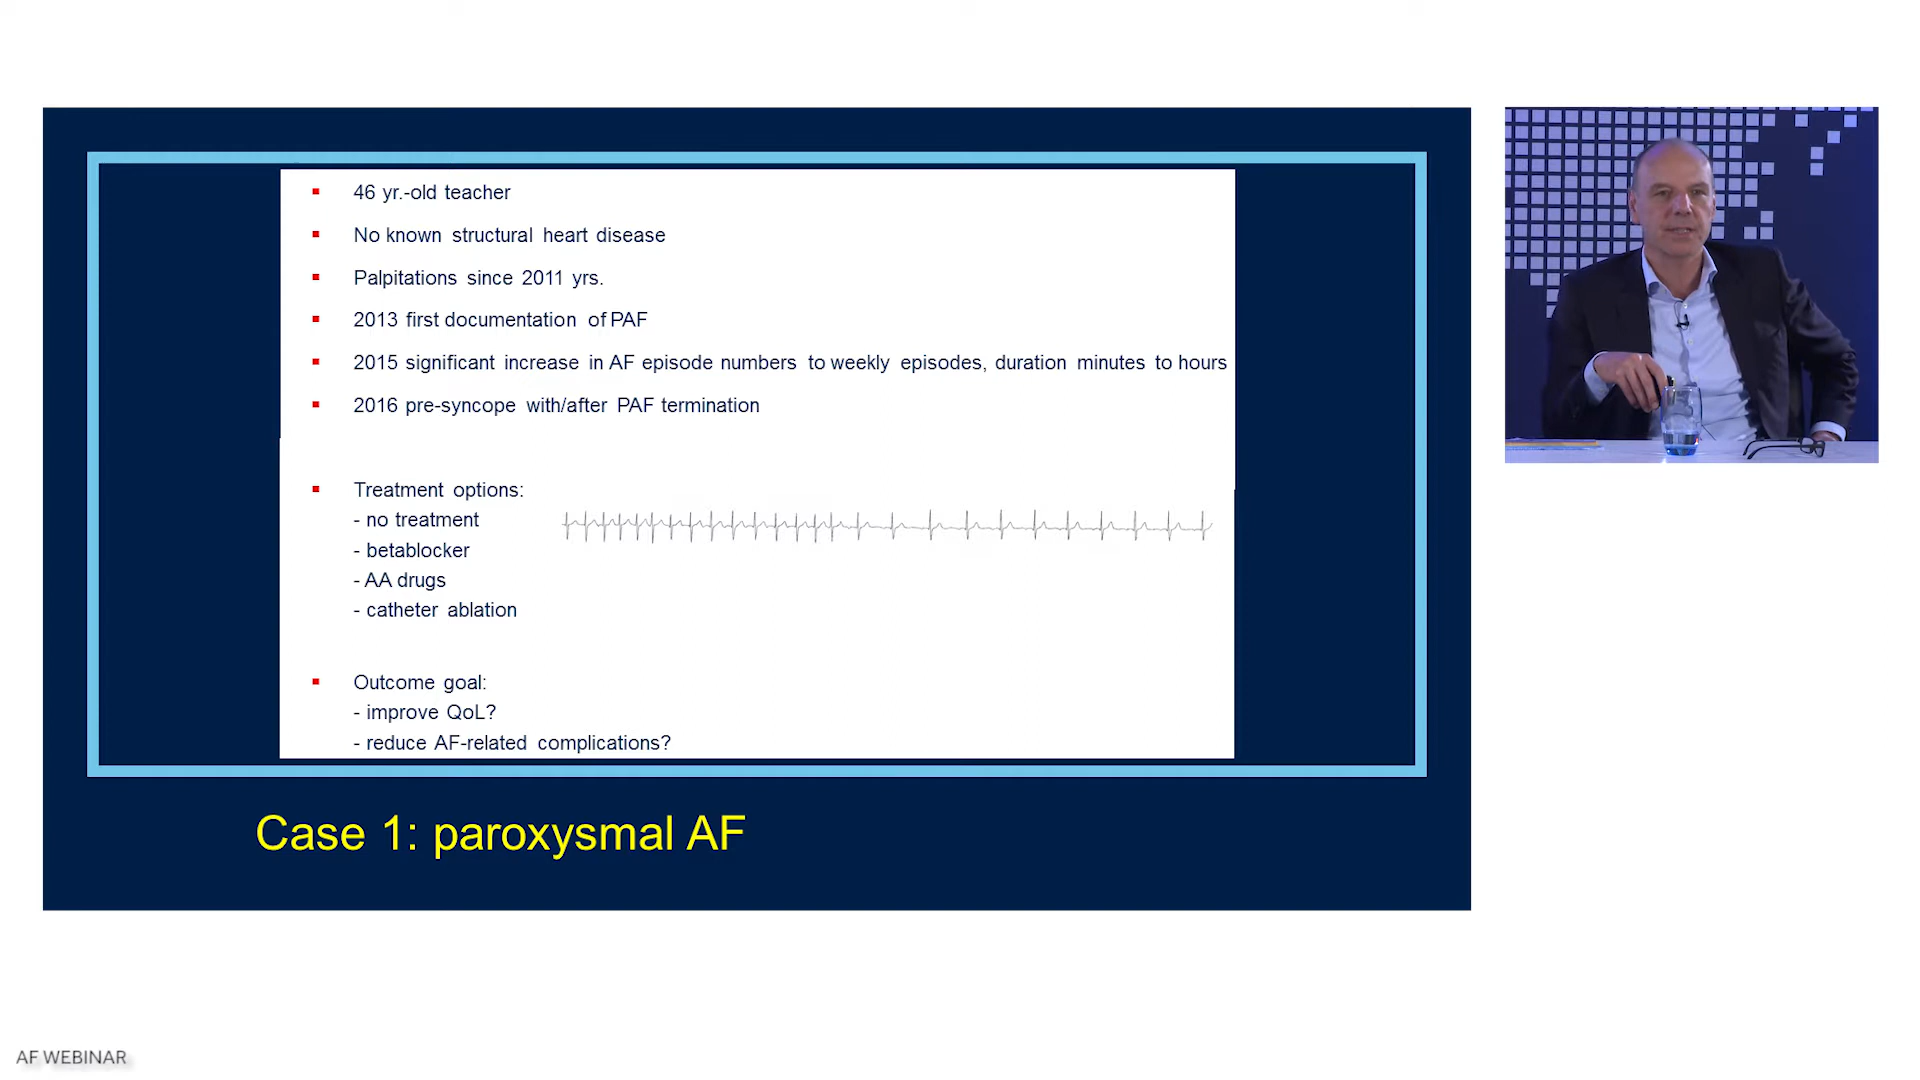 46 yr.-old teacher
No known structural heart disease
Palpitations since 2011 yrs.
2013 first documentation of PAF
2015 significant increase in AF episode numbers to weekly episodes, duration minutes to hours
2016 pre-syncope with/after PAF termination
Treatment options:
- no treatment
- betablocker
- AA drugs
- catheter ablation
Outcome goal:
- improve QoL?
- reduce AF-related complications?
Case 1: paroxysmal AF
AF WEBINAR